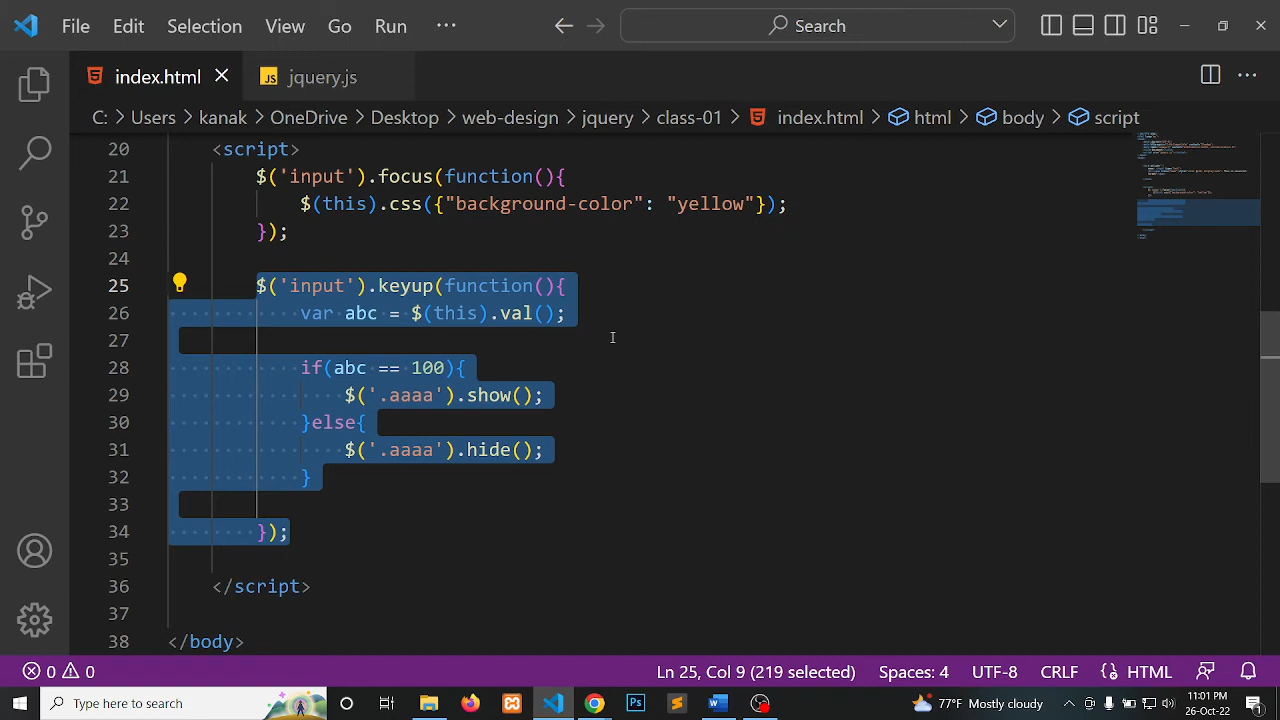 File Edit Selection View Go Run ··· Search
index.html JS jquery.js
C: > Users > kanak > OneDrive > Desktop > web-design > jquery > class-01 > index.html > html > body > script
20 <script>
21 $('input').focus(function(){
22 $(this).css({"background-color": "yellow"});
23 });
24
25 $('input').keyup(function(){
26 var abc = $(this).val();
27
28 if(abc == 100){
29 $('.aaaa').show();
30 }else{
31 $('.aaaa').hide();
32 }
33
34 });
35
36 </script>
37
38 </body>
0 0 Ln 25, Col 9 (219 selected) Spaces: 4 UTF-8 CRLF HTML
Type here to search Ps W 77°F Mostly cloudy 11:01 PM
26-Oct-22